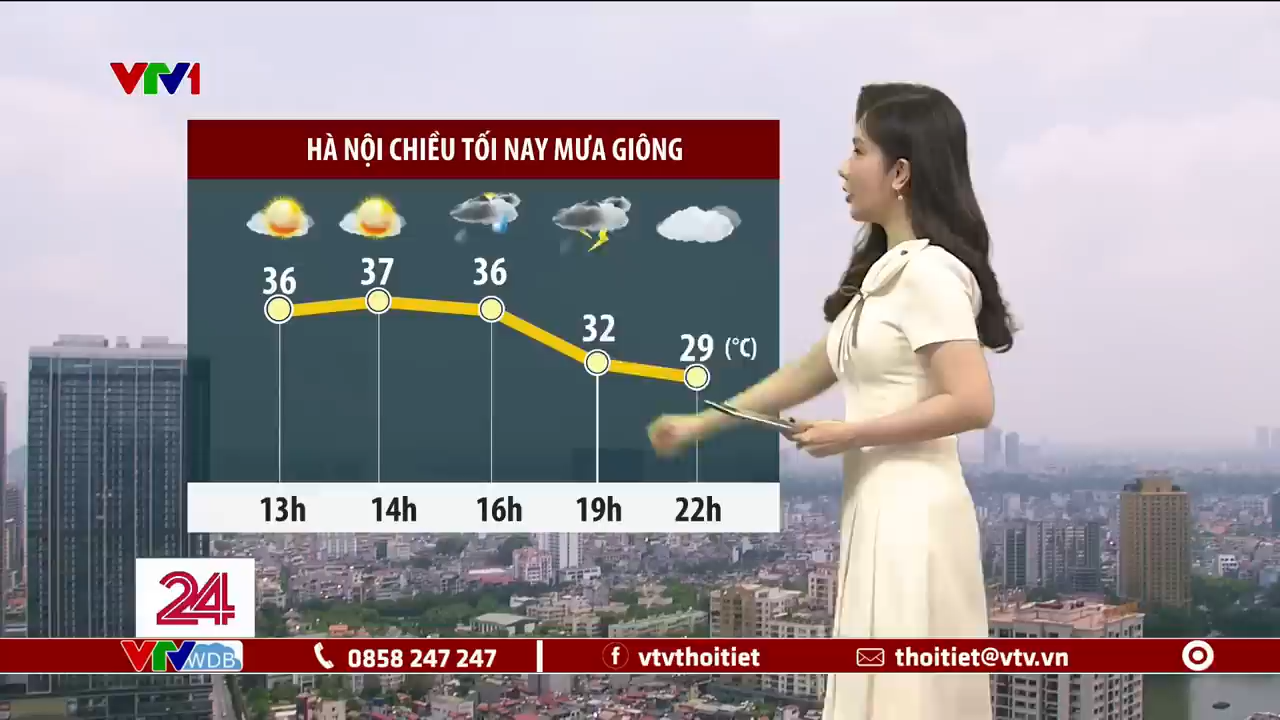 VTV1
HÀ NỘI CHIỀU TỐI NAY MƯA GIÔNG
36 37 36 32 29 (°C)
13h 14h 16h 19h 22h
24
VTV WDB 0858 247 247 vtvthoitiet thoitiet@vtv.vn